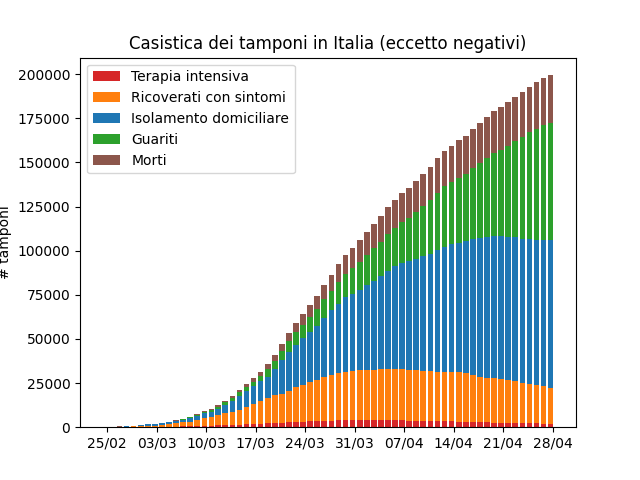 Casistica dei tamponi in Italia (eccetto negativi)
Terapia intensiva
Ricoverati con sintomi
Isolamento domiciliare
Guariti
Morti
200000
175000
150000
125000
100000
75000
50000
25000
0
# tamponi
25/02 03/03 10/03 17/03 24/03 31/03 07/04 14/04 21/04 28/04